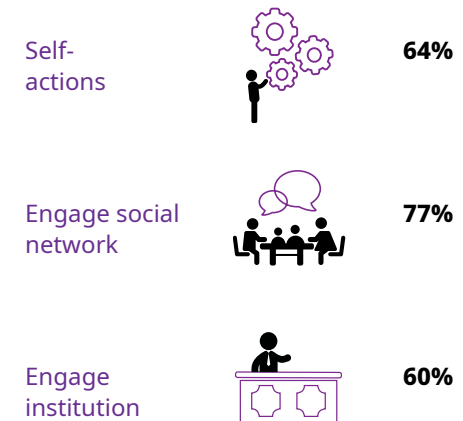 Self-
actions
64%
Engage social
network
77%
Engage
institution
60%